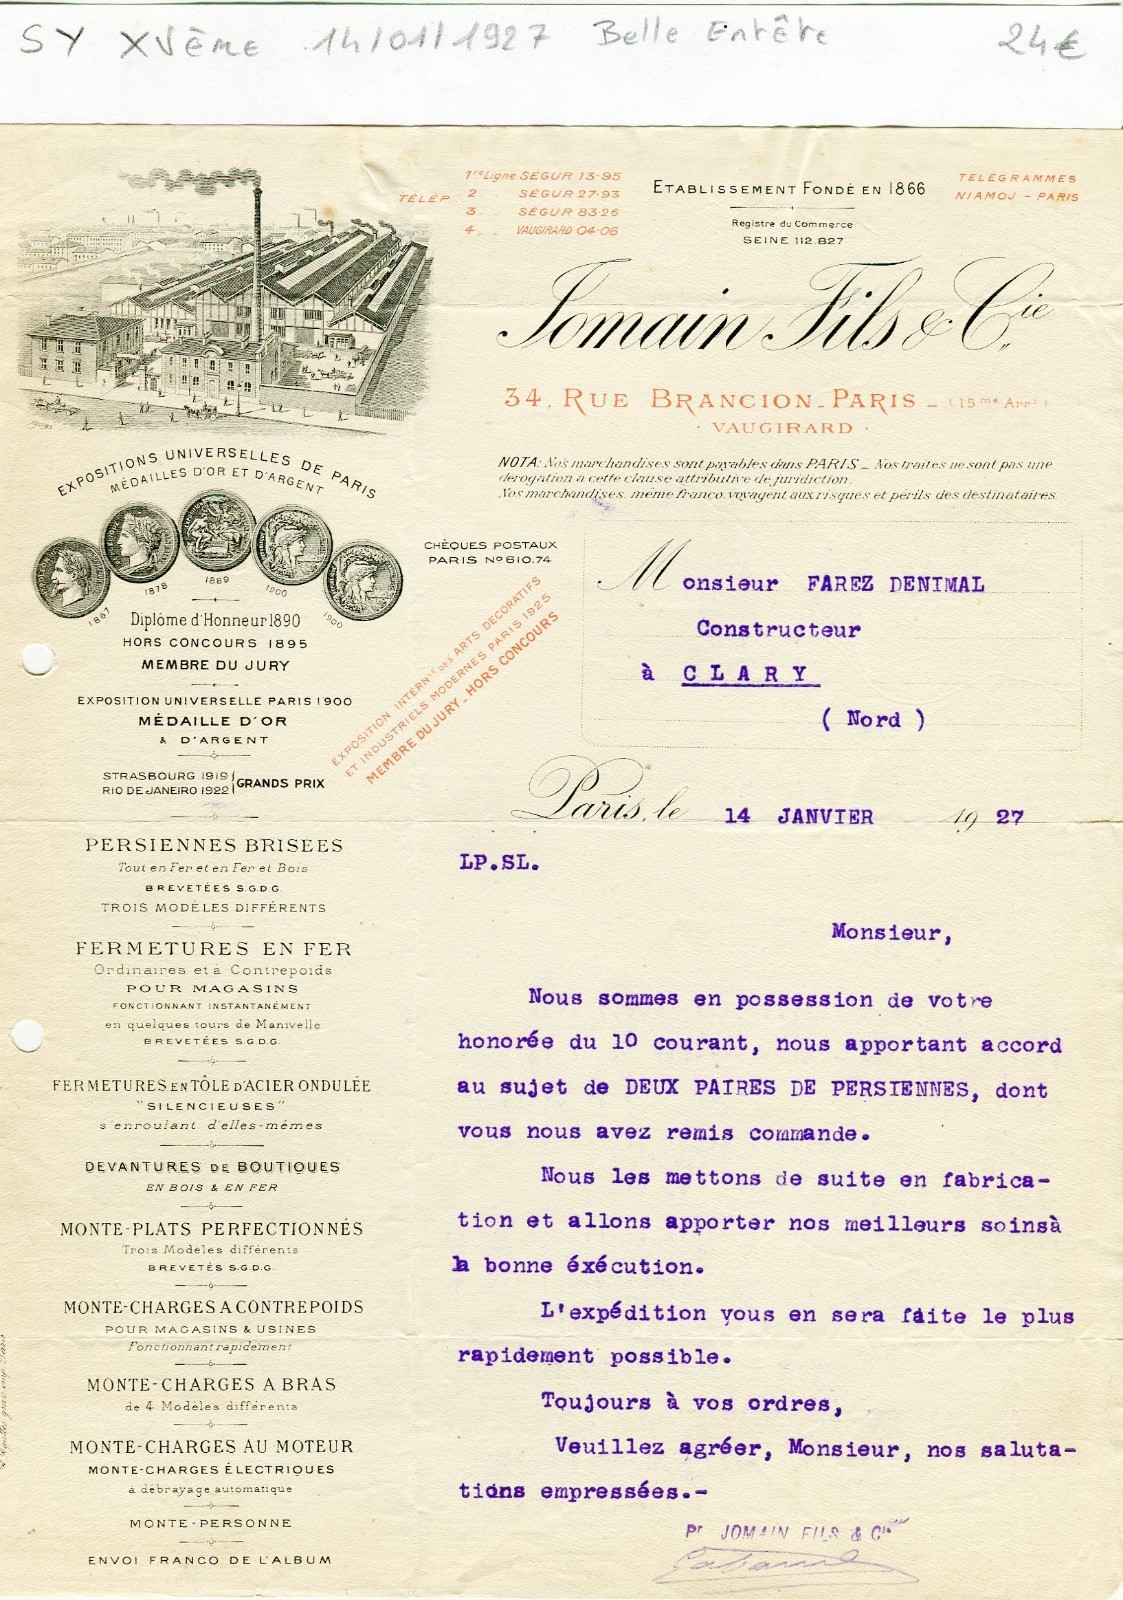 SY XVème 14/01/1927 Belle Entête 24€
TÉLÉP. 1re Ligne SÉGUR 13-95
2 SÉGUR 27-93
3 SÉGUR 83-26
4 VAUGIRARD 04-06
ETABLISSEMENT FONDÉ EN 1866
Registre du Commerce
SEINE 112.827
TÉLÉGRAMMES
NIAMOJ - PARIS
Jomain Fils & Cie
34, RUE BRANCION_PARIS _ (15me Arrt)
· VAUGIRARD ·
NOTA: Nos marchandises sont payables dans PARIS _ Nos traites ne sont pas une
dérogation à cette clause attributive de juridiction.
Nos marchandises, même franco, voyagent aux risques et périls des destinataires.
EXPOSITIONS UNIVERSELLES DE PARIS
MÉDAILLES D'OR ET D'ARGENT
1867 1878 1889 1900 1900
Diplôme d'Honneur 1890
HORS CONCOURS 1895
MEMBRE DU JURY
EXPOSITION UNIVERSELLE PARIS 1900
MÉDAILLE D'OR
& D'ARGENT
STRASBOURG 1919
RIO DE JANEIRO 1922 GRANDS PRIX
CHÈQUES POSTAUX
PARIS No 610.74
EXPOSITION INTERNle DES ARTS DÉCORATIFS
ET INDUSTRIELS MODERNES PARIS 1925
MEMBRE DU JURY_HORS CONCOURS
Monsieur FAREZ DENIMAL
Constructeur
à CLARY
( Nord )
Paris, le 14 JANVIER 1927
LP.SL.
PERSIENNES BRISÉES
Tout en Fer et en Fer et Bois
BREVETÉES S.G.D.G.
TROIS MODÈLES DIFFÉRENTS
FERMETURES EN FER
Ordinaires et à Contrepoids
POUR MAGASINS
FONCTIONNANT INSTANTANÉMENT
en quelques tours de Manivelle
BREVETÉES S.G.D.G.
FERMETURES EN TÔLE D'ACIER ONDULÉE
"SILENCIEUSES"
s'enroulant d'elles-mêmes
DEVANTURES DE BOUTIQUES
EN BOIS & EN FER
MONTE-PLATS PERFECTIONNÉS
Trois Modèles différents
BREVETÉS S.G.D.G.
MONTE-CHARGES A CONTREPOIDS
POUR MAGASINS & USINES
Fonctionnant rapidement
MONTE-CHARGES A BRAS
de 4 Modèles différents
MONTE-CHARGES AU MOTEUR
MONTE-CHARGES ÉLECTRIQUES
à débrayage automatique
MONTE-PERSONNE
ENVOI FRANCO DE L'ALBUM
Monsieur,
Nous sommes en possession de votre
honorée du 10 courant, nous apportant accord
au sujet de DEUX PAIRES DE PERSIENNES, dont
vous nous avez remis commande.
Nous les mettons de suite en fabrica-
tion et allons apporter nos meilleurs soinsà
la bonne éxécution.
L'expédition vous en sera faite le plus
rapidement possible.
Toujours à vos ordres,
Veuillez agréer, Monsieur, nos saluta-
tions empressées.-
Pr JOMAIN FILS & Cie